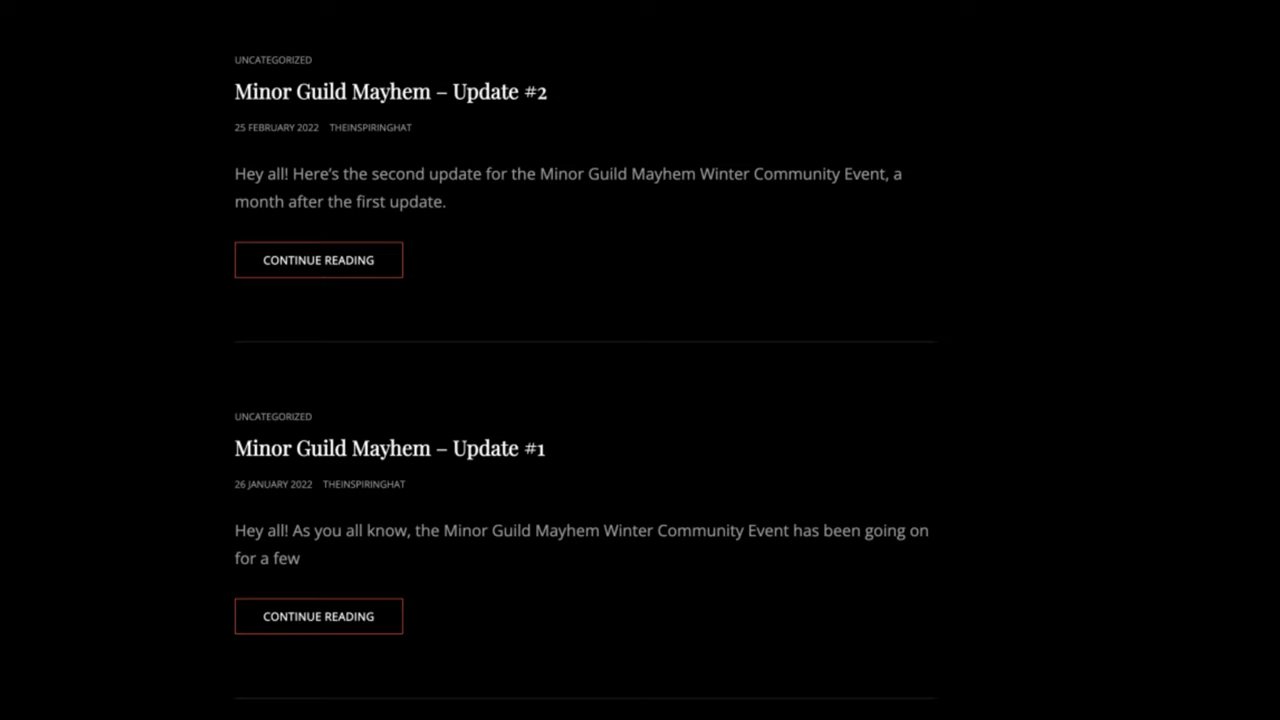 UNCATEGORIZED
Minor Guild Mayhem – Update #2
25 FEBRUARY 2022 THEINSPIRINGHAT
Hey all! Here’s the second update for the Minor Guild Mayhem Winter Community Event, a
month after the first update.
CONTINUE READING
UNCATEGORIZED
Minor Guild Mayhem – Update #1
26 JANUARY 2022 THEINSPIRINGHAT
Hey all! As you all know, the Minor Guild Mayhem Winter Community Event has been going on
for a few
CONTINUE READING